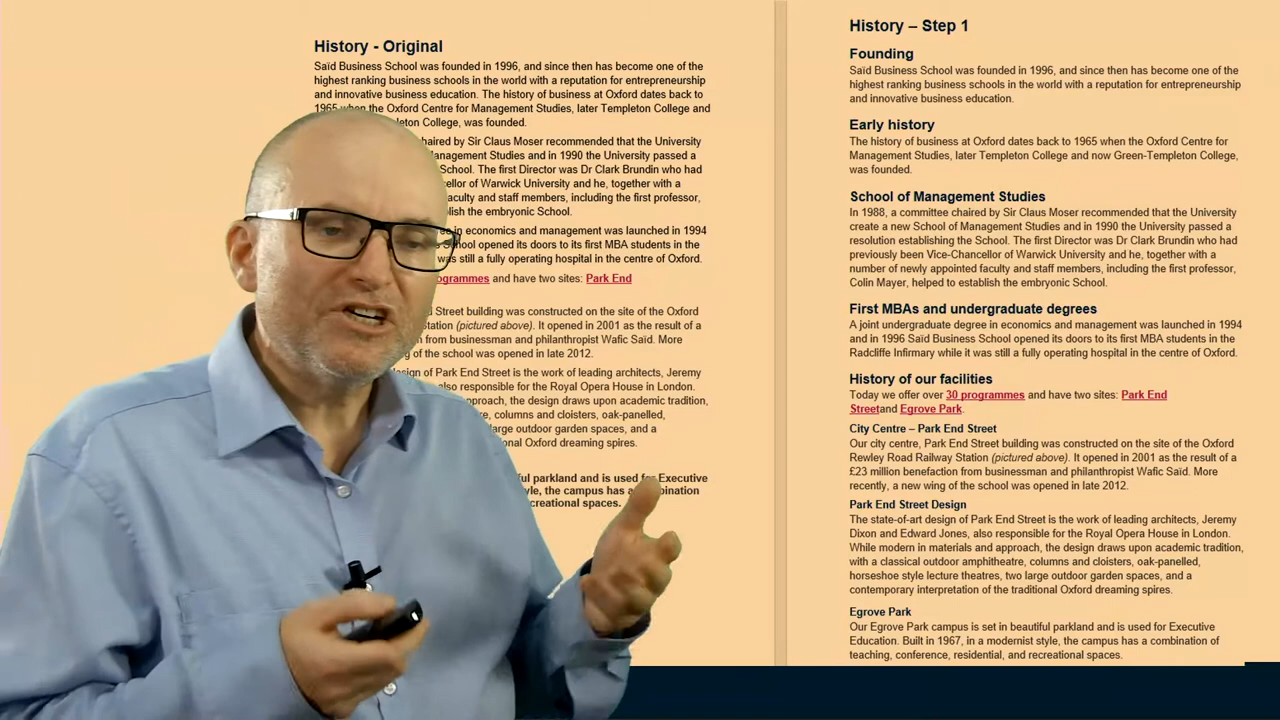 History - Original
Saïd Business School was founded in 1996, and since then has become one of the
highest ranking business schools in the world with a reputation for entrepreneurship
and innovative business education. The history of business at Oxford dates back to
1965 when the Oxford Centre for Management Studies, later Templeton College and
College, was founded.
chaired by Sir Claus Moser recommended that the University
Management Studies and in 1990 the University passed a
School. The first Director was Dr Clark Brundin who had
of Warwick University and he, together with a
faculty and staff members, including the first professor,
the embryonic School.
in economics and management was launched in 1994
School opened its doors to its first MBA students in the
was still a fully operating hospital in the centre of Oxford.
programmes and have two sites: Park End
Street building was constructed on the site of the Oxford
Station (pictured above). It opened in 2001 as the result of a
from businessman and philanthropist Wafic Saïd. More
of the school was opened in late 2012.
design of Park End Street is the work of leading architects, Jeremy
also responsible for the Royal Opera House in London.
approach, the design draws upon academic tradition,
columns and cloisters, oak-panelled,
large outdoor garden spaces, and a
Oxford dreaming spires.
parkland and is used for Executive
the campus has a combination
recreational spaces.
History – Step 1
Founding
Saïd Business School was founded in 1996, and since then has become one of the
highest ranking business schools in the world with a reputation for entrepreneurship
and innovative business education.
Early history
The history of business at Oxford dates back to 1965 when the Oxford Centre for
Management Studies, later Templeton College and now Green-Templeton College,
was founded.
School of Management Studies
In 1988, a committee chaired by Sir Claus Moser recommended that the University
create a new School of Management Studies and in 1990 the University passed a
resolution establishing the School. The first Director was Dr Clark Brundin who had
previously been Vice-Chancellor of Warwick University and he, together with a
number of newly appointed faculty and staff members, including the first professor,
Colin Mayer, helped to establish the embryonic School.
First MBAs and undergraduate degrees
A joint undergraduate degree in economics and management was launched in 1994
and in 1996 Saïd Business School opened its doors to its first MBA students in the
Radcliffe Infirmary while it was still a fully operating hospital in the centre of Oxford.
History of our facilities
Today we offer over 30 programmes and have two sites: Park End
Streetand Egrove Park.
City Centre – Park End Street
Our city centre, Park End Street building was constructed on the site of the Oxford
Rewley Road Railway Station (pictured above). It opened in 2001 as the result of a
£23 million benefaction from businessman and philanthropist Wafic Saïd. More
recently, a new wing of the school was opened in late 2012.
Park End Street Design
The state-of-art design of Park End Street is the work of leading architects, Jeremy
Dixon and Edward Jones, also responsible for the Royal Opera House in London.
While modern in materials and approach, the design draws upon academic tradition,
with a classical outdoor amphitheatre, columns and cloisters, oak-panelled,
horseshoe style lecture theatres, two large outdoor garden spaces, and a
contemporary interpretation of the traditional Oxford dreaming spires.
Egrove Park
Our Egrove Park campus is set in beautiful parkland and is used for Executive
Education. Built in 1967, in a modernist style, the campus has a combination of
teaching, conference, residential, and recreational spaces.